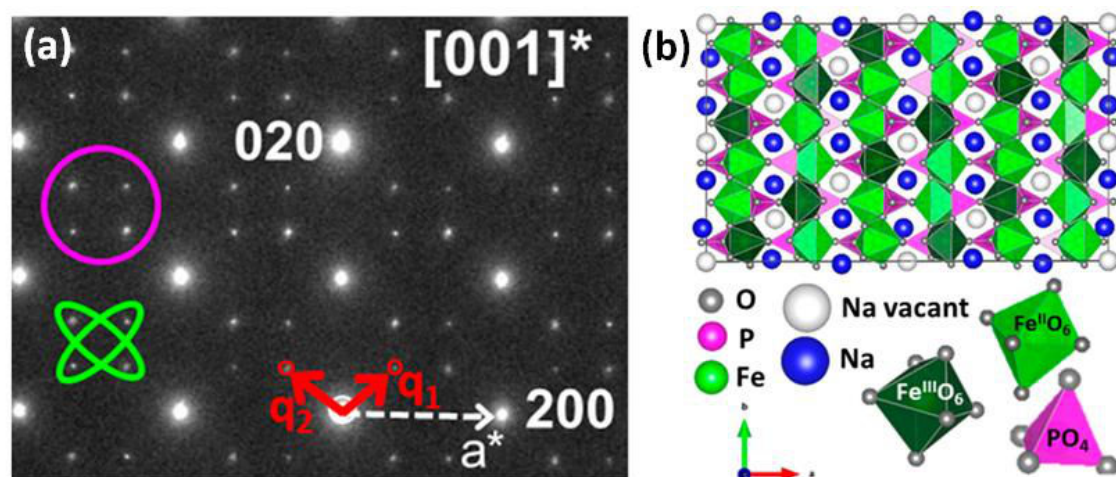 (a)
[001]*
020
q1
q2
200
a*
(b)
O
Na vacant
P
Na
Fe
FeIIO6
FeIIIO6
PO4
b